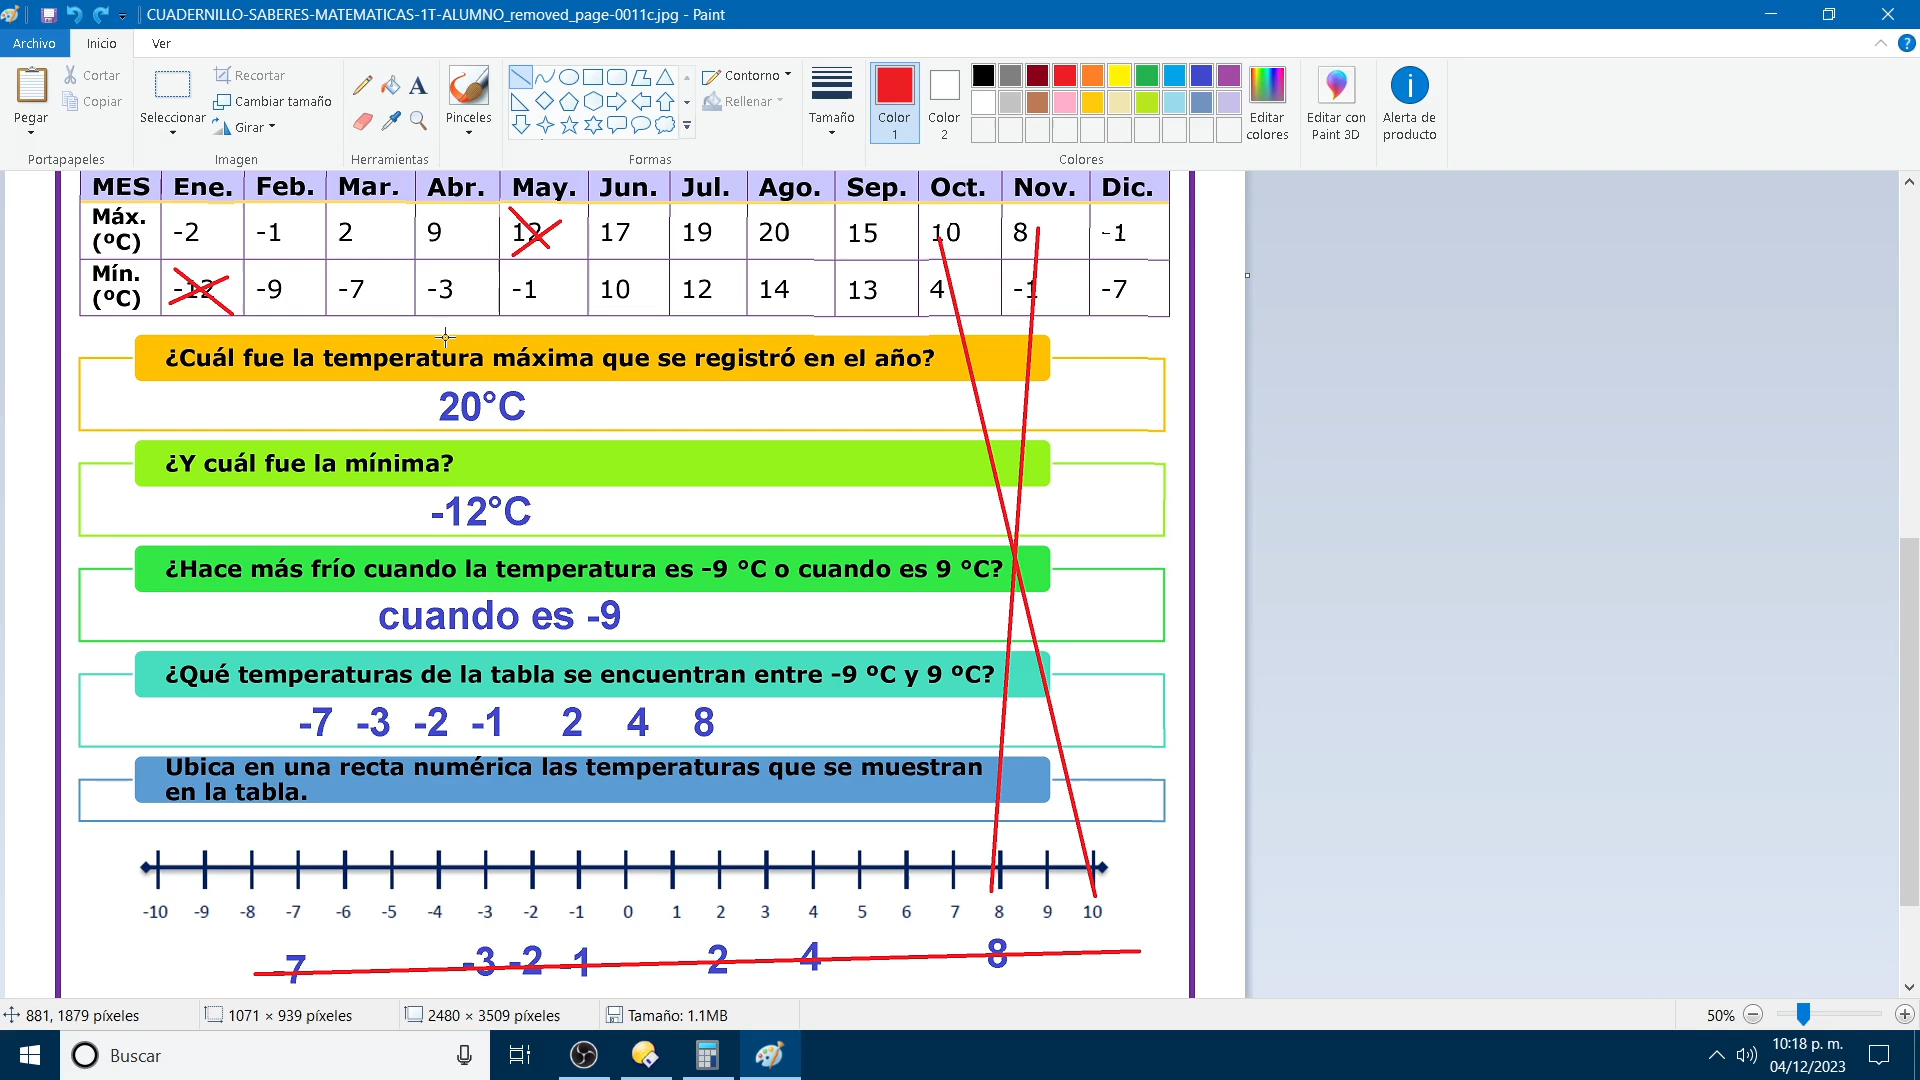 CUADERNILLO-SABERES-MATEMATICAS-1T-ALUMNO_removed_page-0011c.jpg - Paint
Archivo Inicio Ver
Pegar
Cortar
Copiar
Portapapeles
Seleccionar
Recortar
Cambiar tamaño
Girar
Imagen
Herramientas
Pinceles
Contorno
Rellenar
Formas
Tamaño
Color 1
Color 2
Colores
Editar colores
Editar con Paint 3D
Alerta de producto
MES Ene. Feb. Mar. Abr. May. Jun. Jul. Ago. Sep. Oct. Nov. Dic.
Máx. (ºC) -2 -1 2 9 12 17 19 20 15 10 8 -1
Mín. (ºC) -12 -9 -7 -3 -1 10 12 14 13 4 -1 -7
¿Cuál fue la temperatura máxima que se registró en el año?
20°C
¿Y cuál fue la mínima?
-12°C
¿Hace más frío cuando la temperatura es -9 °C o cuando es 9 °C?
cuando es -9
¿Qué temperaturas de la tabla se encuentran entre -9 ºC y 9 ºC?
-7 -3 -2 -1 2 4 8
Ubica en una recta numérica las temperaturas que se muestran
en la tabla.
-10 -9 -8 -7 -6 -5 -4 -3 -2 -1 0 1 2 3 4 5 6 7 8 9 10
7 -3 -2 1 2 4 8
881, 1879 píxeles 1071 × 939 píxeles 2480 × 3509 píxeles Tamaño: 1.1MB 50%
Buscar
10:18 p. m.
04/12/2023